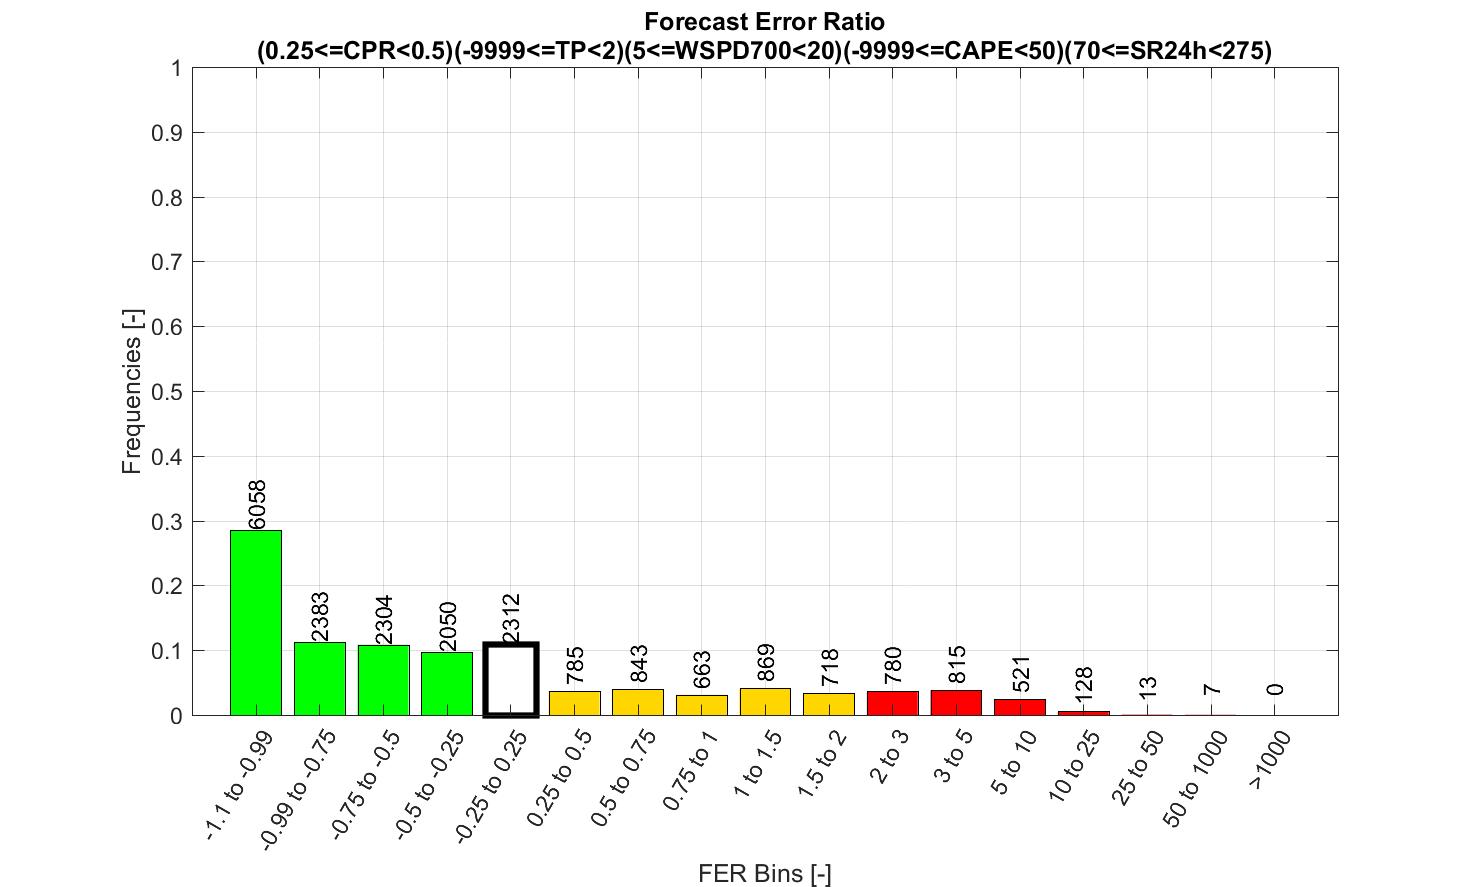 Forecast Error Ratio
(0.25<=CPR<0.5)(-9999<=TP<2)(5<=WSPD700<20)(-9999<=CAPE<50)(70<=SR24h<275)
1
0.9
0.8
0.7
0.6
0.5
0.4
0.3
0.2
0.1
0
Frequencies [-]
6058
2383
2304
2050
2312
785
843
663
869
718
780
815
521
128
13
7
0
-1.1 to -0.99
-0.99 to -0.75
-0.75 to -0.5
-0.5 to -0.25
-0.25 to 0.25
0.25 to 0.5
0.5 to 0.75
0.75 to 1
1 to 1.5
1.5 to 2
2 to 3
3 to 5
5 to 10
10 to 25
25 to 50
50 to 1000
>1000
FER Bins [-]